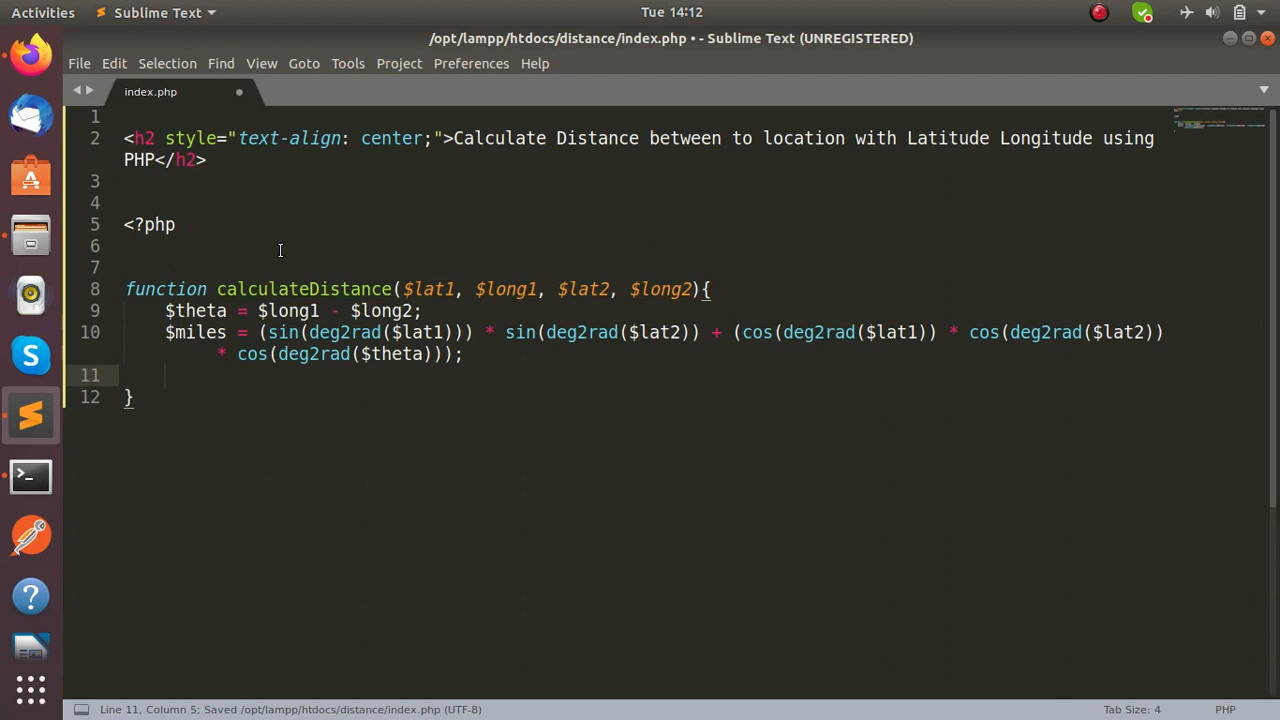 Activities
Sublime Text
Tue 14:12
/opt/lampp/htdocs/distance/index.php • - Sublime Text (UNREGISTERED)
File Edit Selection Find View Goto Tools Project Preferences Help
index.php
1
2 <h2 style="text-align: center;">Calculate Distance between to location with Latitude Longitude using
PHP</h2>
3
4
5 <?php
6
7
8 function calculateDistance($lat1, $long1, $lat2, $long2){
9 $theta = $long1 - $long2;
10 $miles = (sin(deg2rad($lat1))) * sin(deg2rad($lat2)) + (cos(deg2rad($lat1)) * cos(deg2rad($lat2))
* cos(deg2rad($theta)));
11
12 }
Line 11, Column 5; Saved /opt/lampp/htdocs/distance/index.php (UTF-8)
Tab Size: 4
PHP